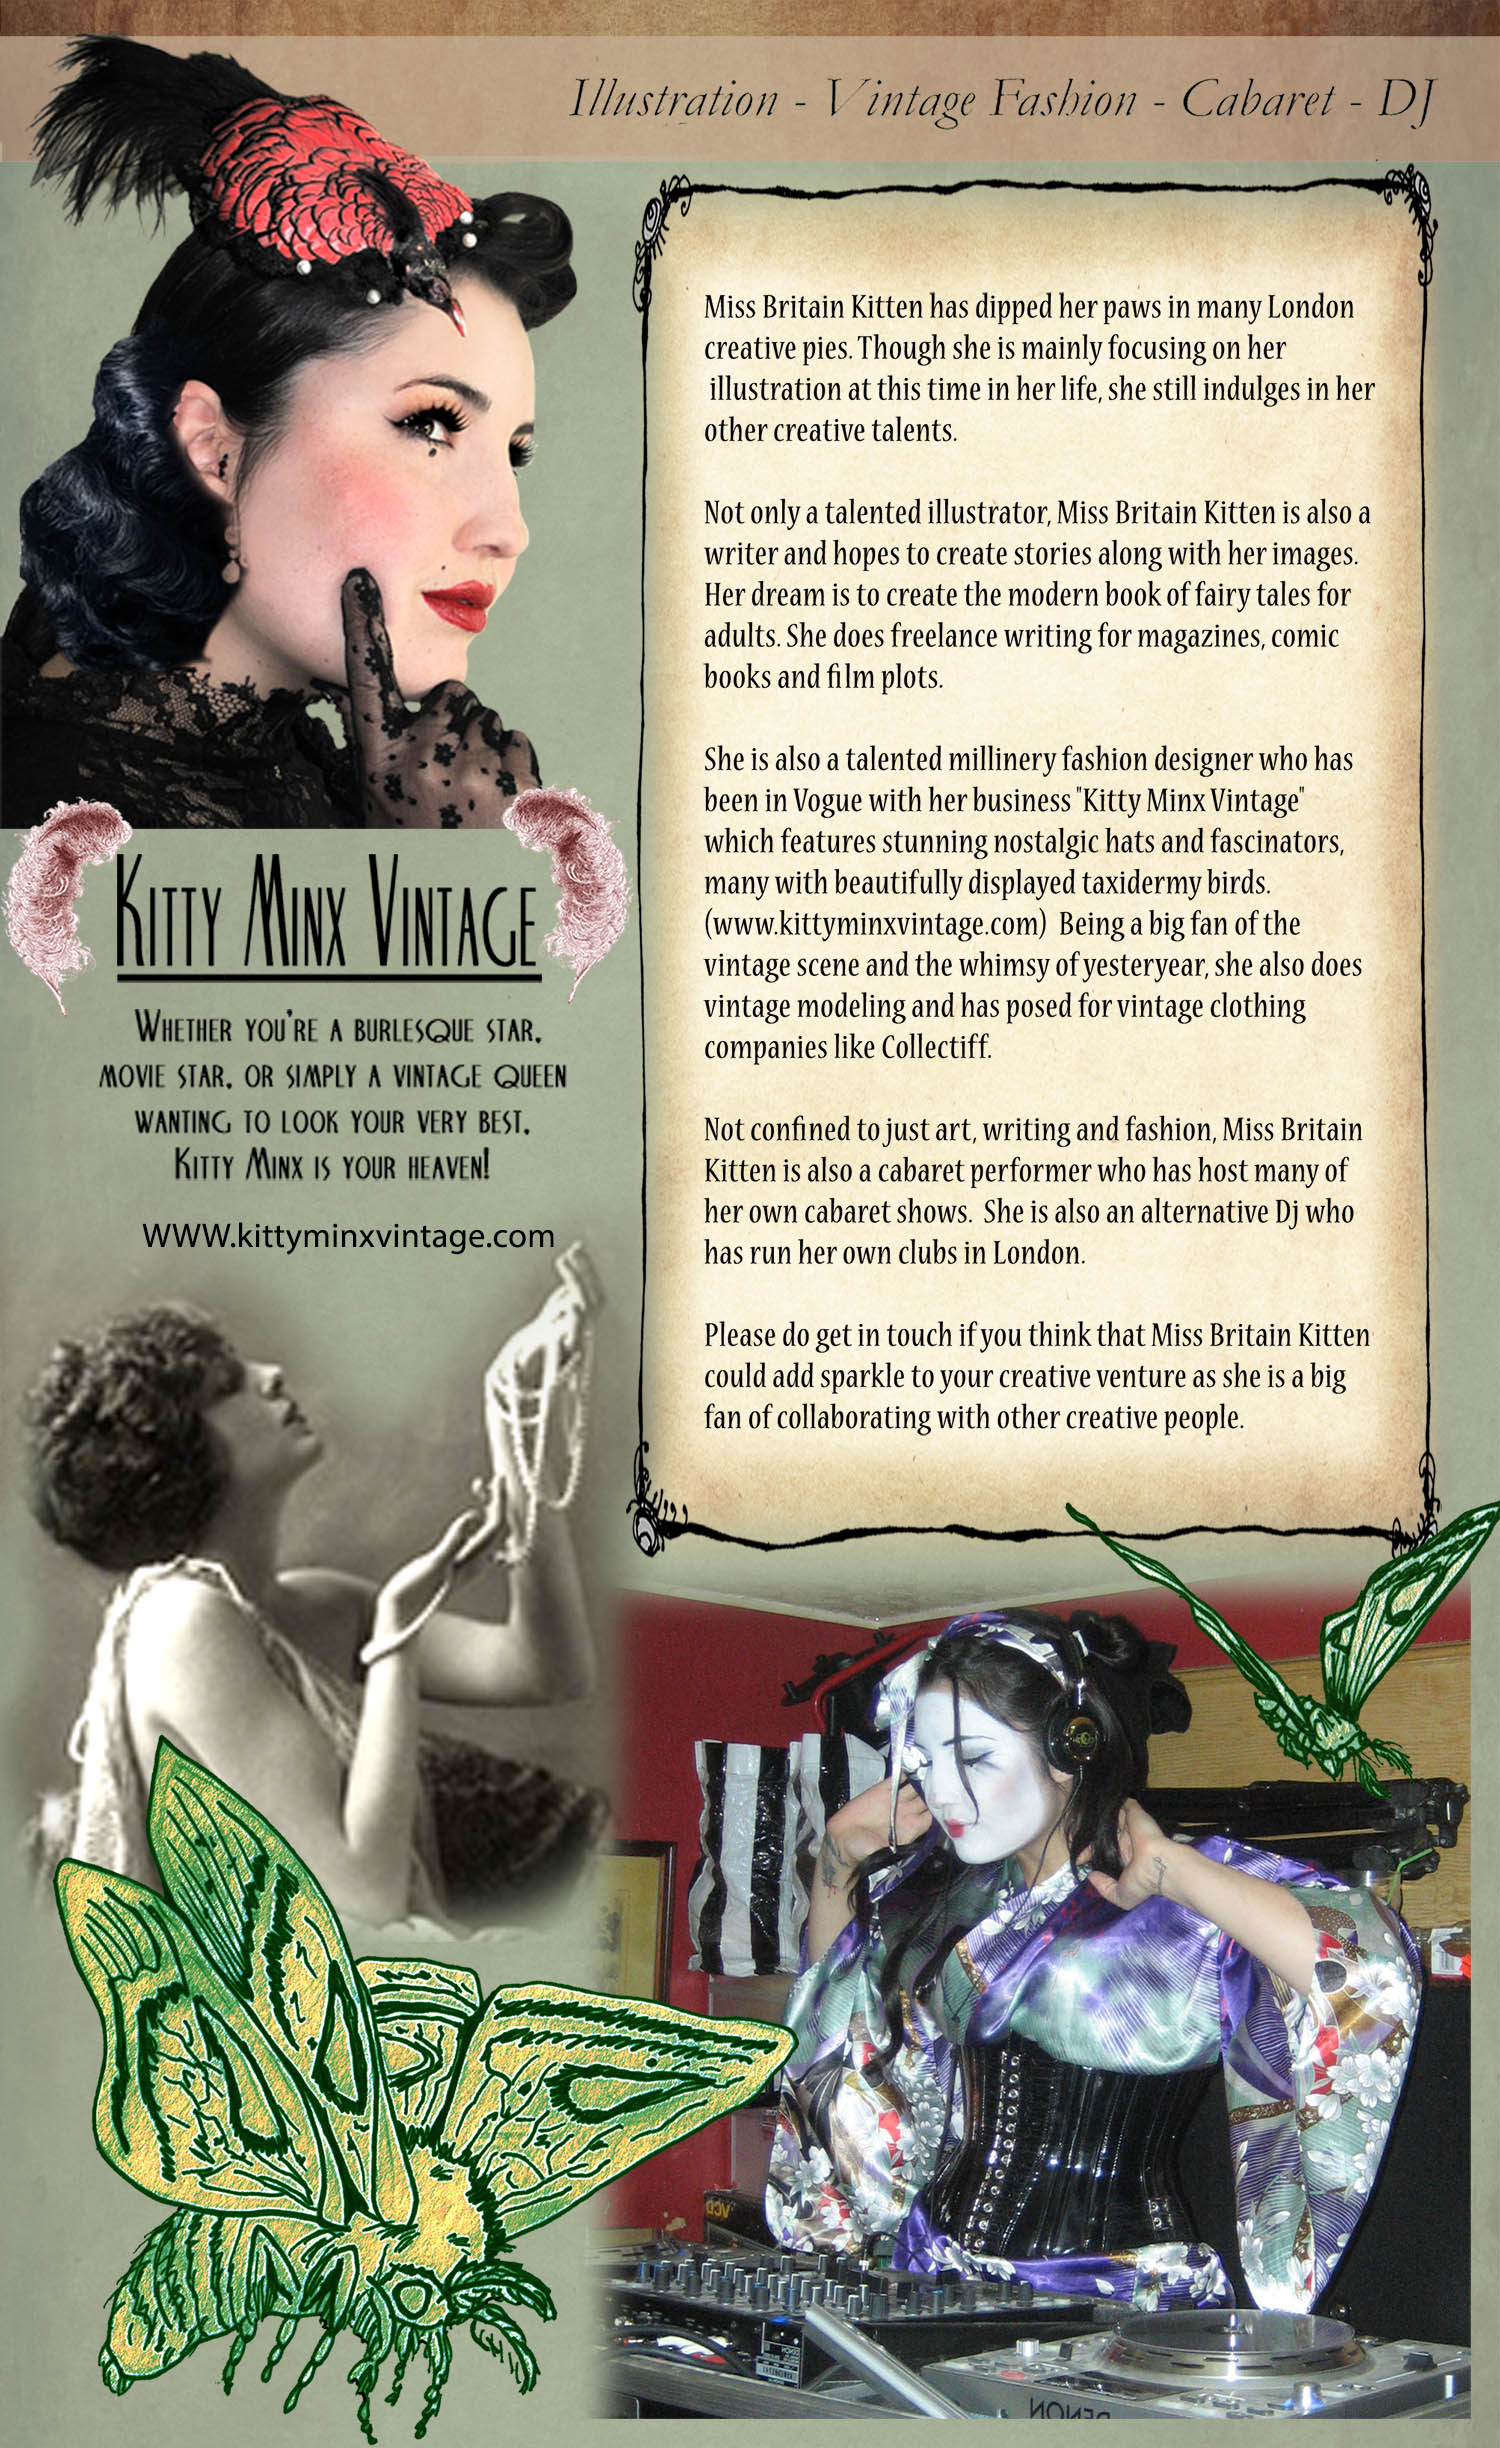 Illustration - Vintage Fashion - Cabaret - DJ
Miss Britain Kitten has dipped her paws in many London
creative pies. Though she is mainly focusing on her
illustration at this time in her life, she still indulges in her
other creative talents.
Not only a talented illustrator, Miss Britain Kitten is also a
writer and hopes to create stories along with her images.
Her dream is to create the modern book of fairy tales for
adults. She does freelance writing for magazines, comic
books and film plots.
She is also a talented millinery fashion designer who has
been in Vogue with her business "Kitty Minx Vintage"
which features stunning nostalgic hats and fascinators,
many with beautifully displayed taxidermy birds.
(www.kittyminxvintage.com)  Being a big fan of the
vintage scene and the whimsy of yesteryear, she also does
vintage modeling and has posed for vintage clothing
companies like Collectiff.
Not confined to just art, writing and fashion, Miss Britain
Kitten is also a cabaret performer who has host many of
her own cabaret shows.  She is also an alternative Dj who
has run her own clubs in London.
Please do get in touch if you think that Miss Britain Kitten
could add sparkle to your creative venture as she is a big
fan of collaborating with other creative people.
Kitty Minx Vintage
Whether you're a burlesque star,
movie star, or simply a vintage queen
wanting to look your very best,
Kitty Minx is your heaven!
WWW.kittyminxvintage.com
VCD
DENON